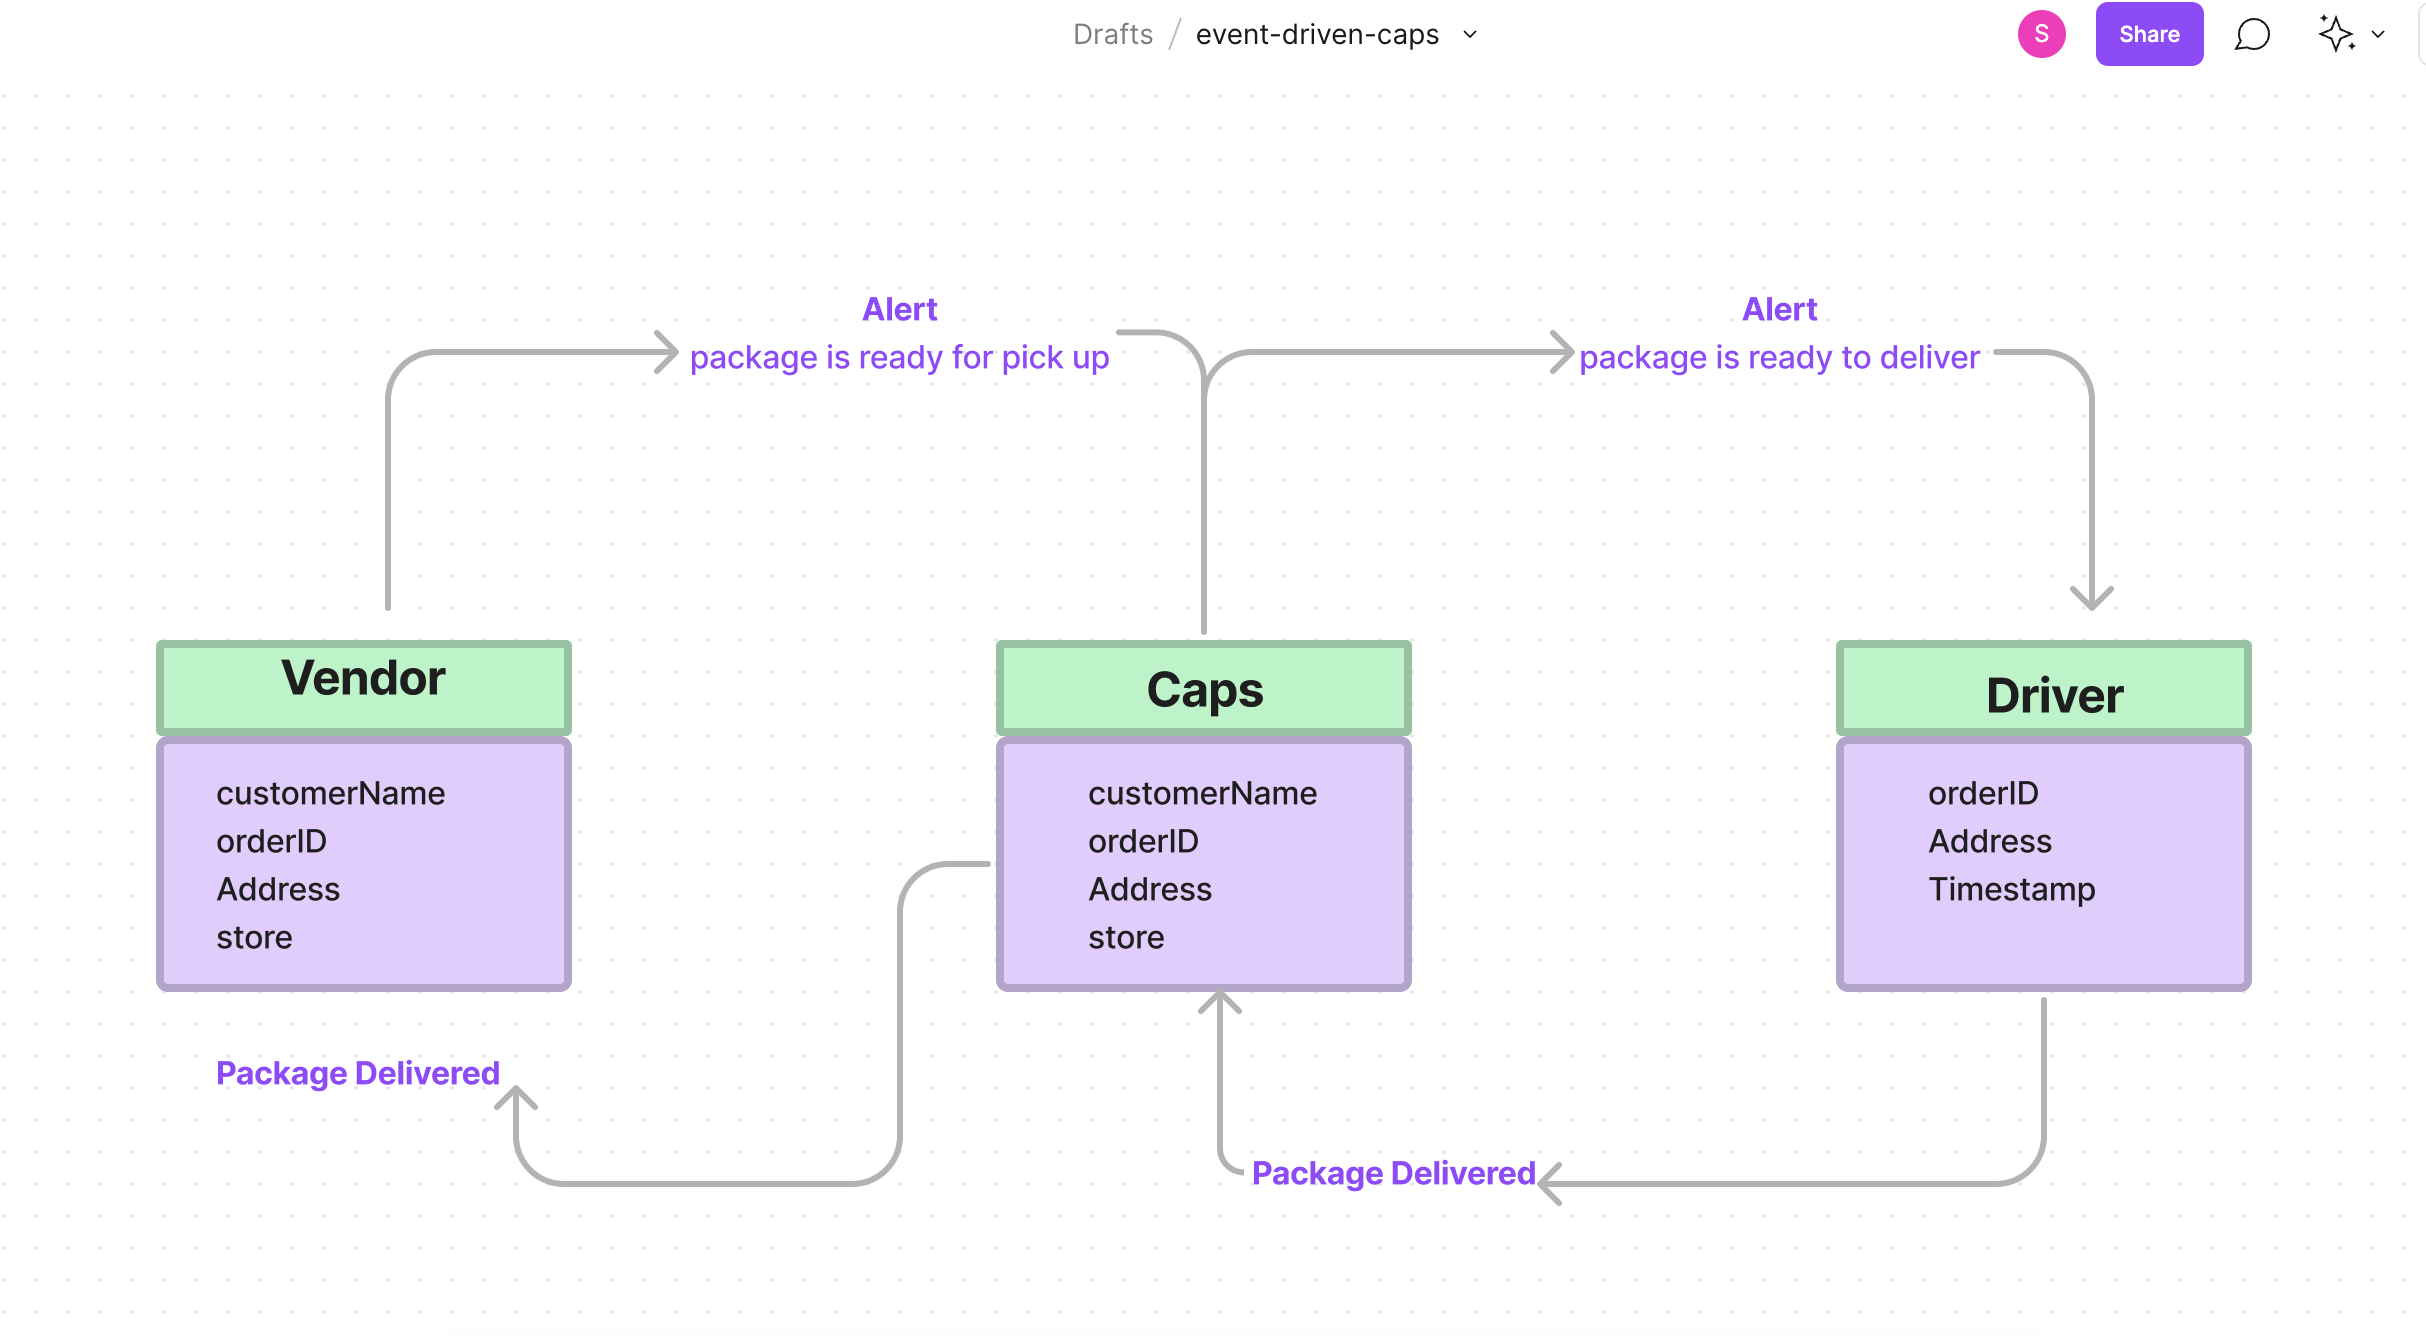 Drafts / event-driven-caps
S
Share
Alert
package is ready for pick up
Alert
package is ready to deliver
Vendor
customerName
orderID
Address
store
Caps
customerName
orderID
Address
store
Driver
orderID
Address
Timestamp
Package Delivered
Package Delivered